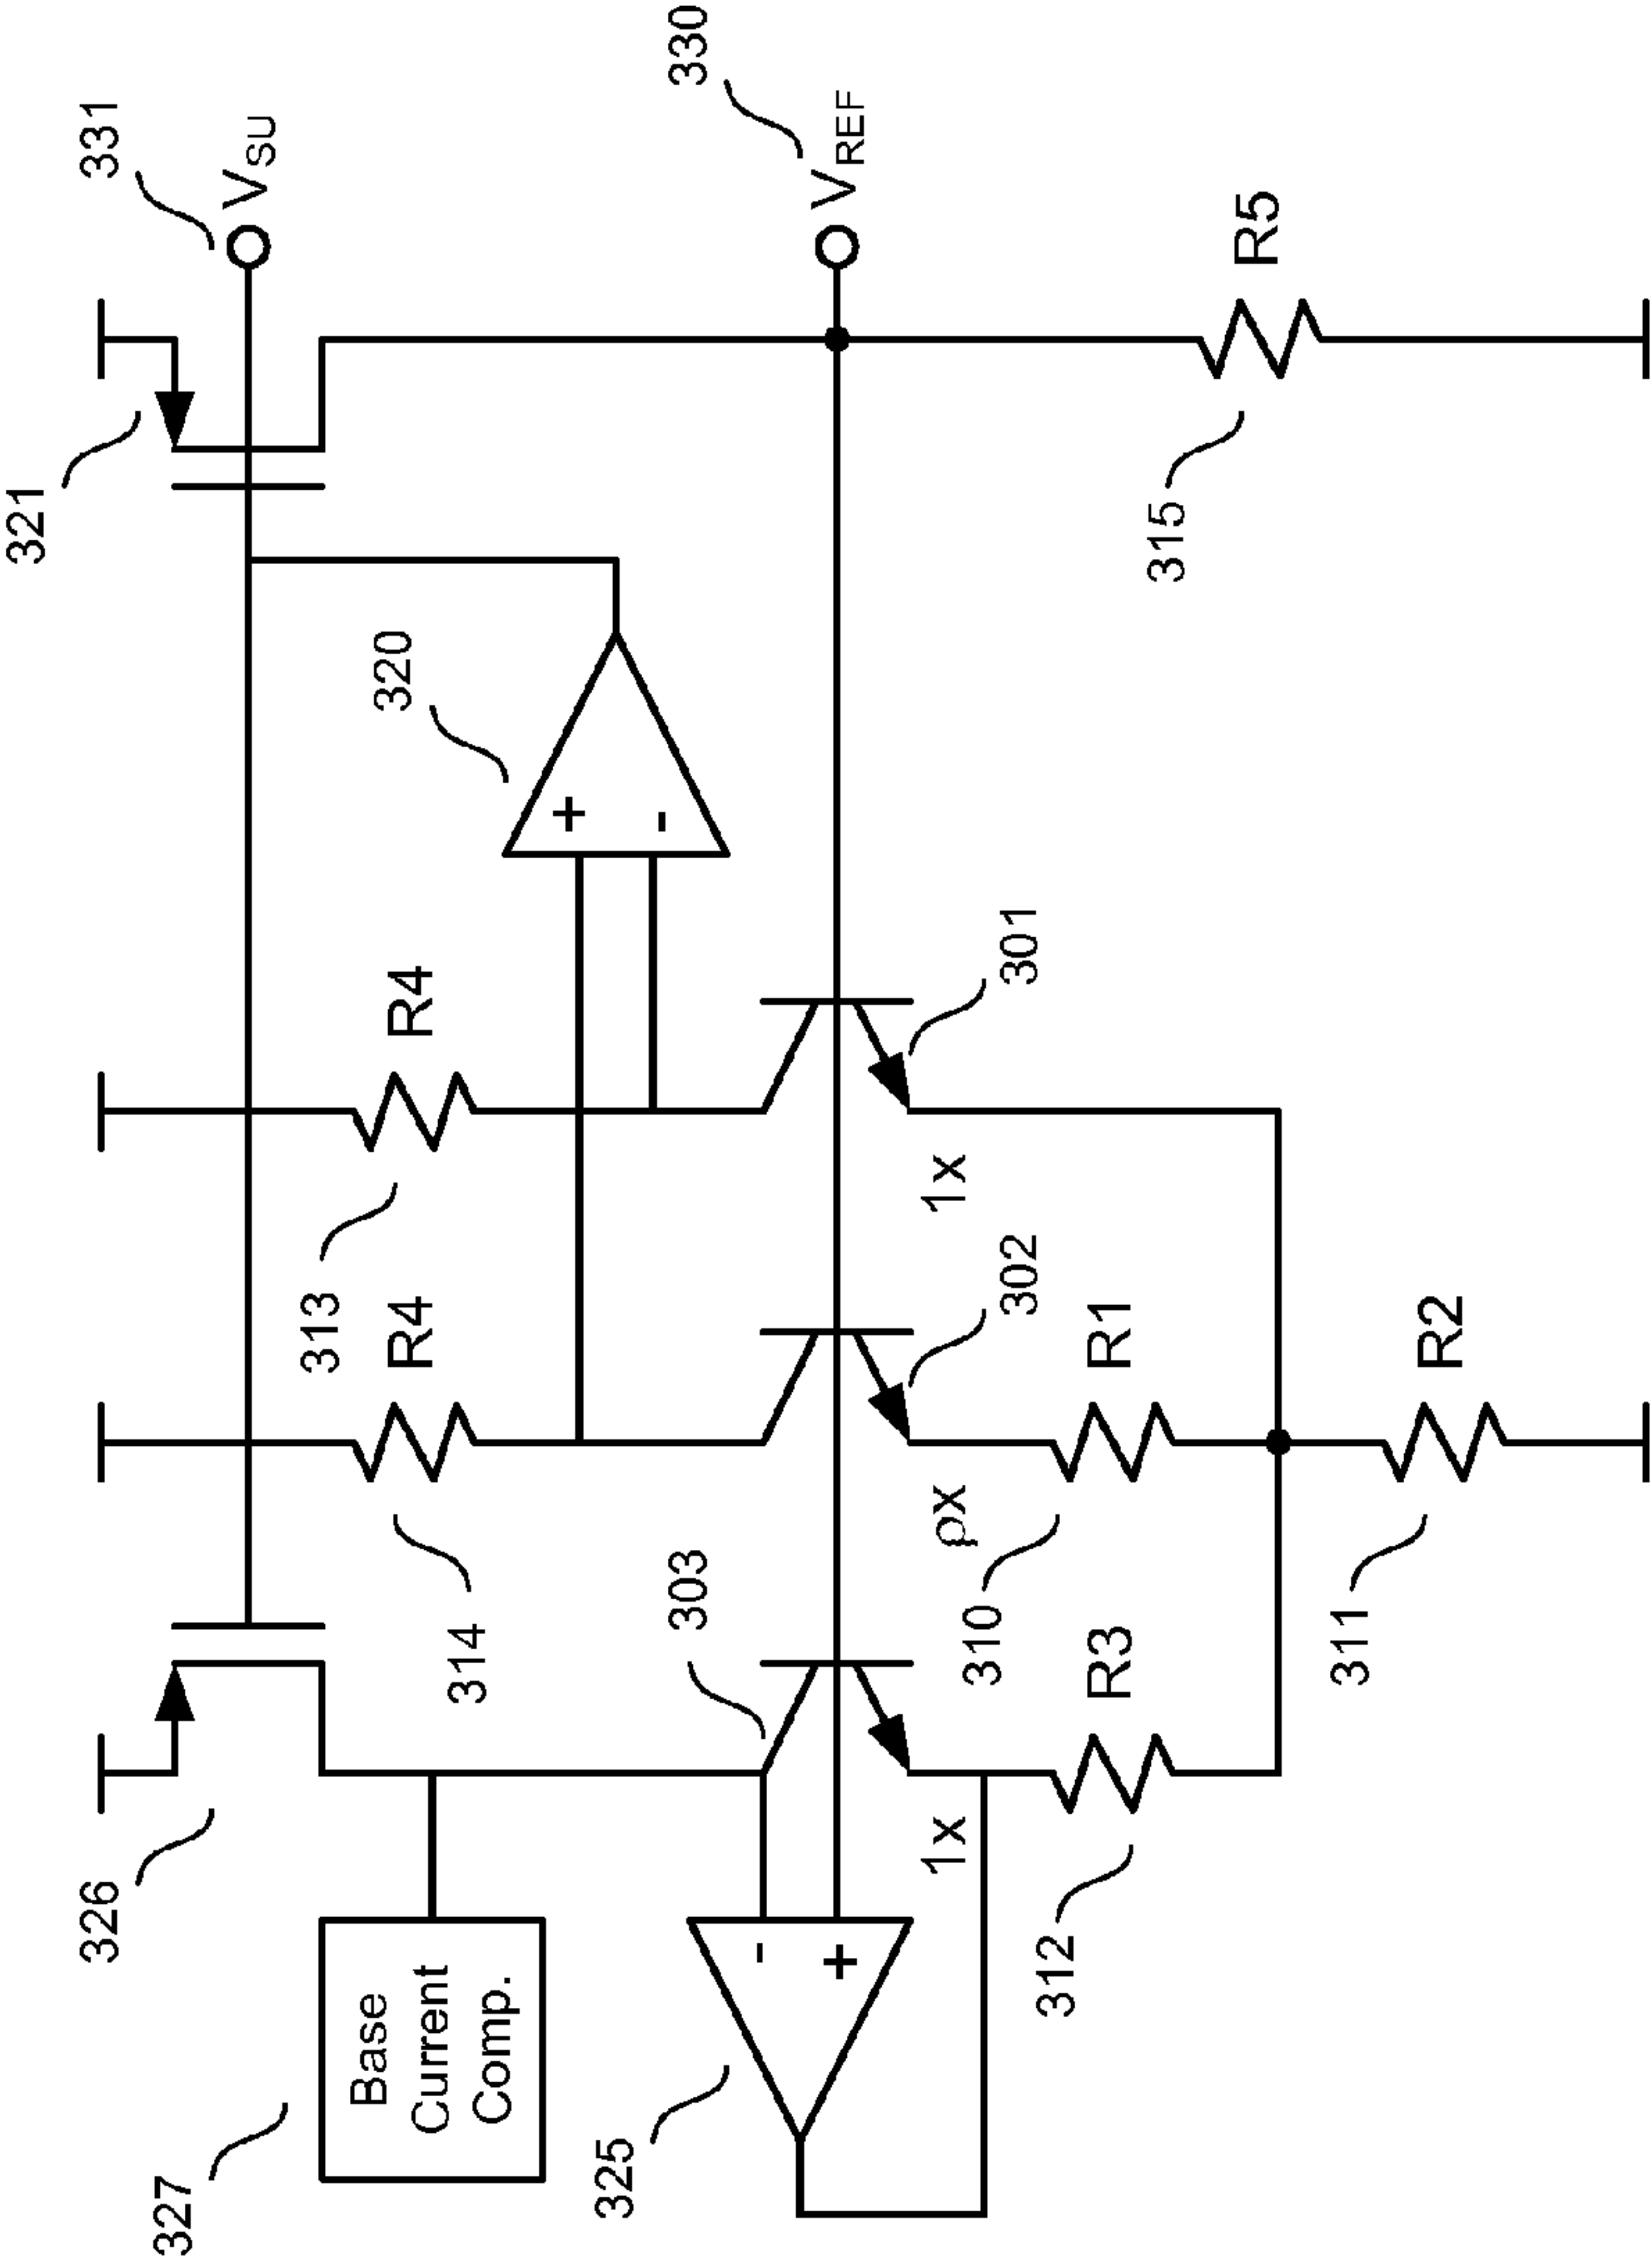 331
VSU
330
VREF
321
R5
315
320
+
-
R4
313
301
1x
R4
314
302
ρx
R1
310
R2
311
326
303
1x
R3
312
Base
Current
Comp.
327
-
+
325